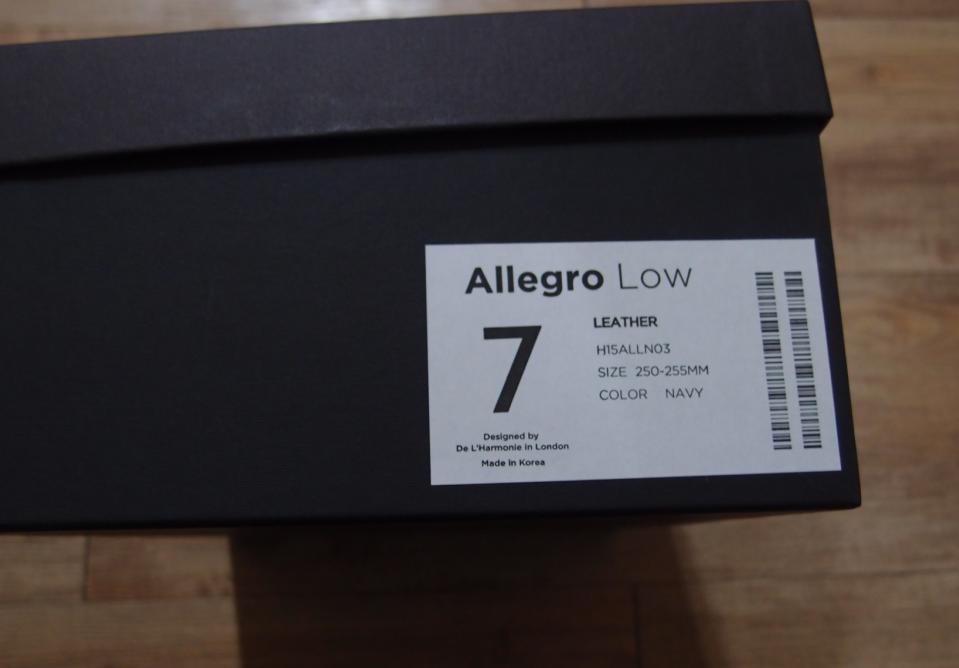 Allegro Low
7
LEATHER
H15ALLN03
SIZE 250-255MM
COLOR NAVY
Designed by
De L'Harmonie in London
Made in Korea